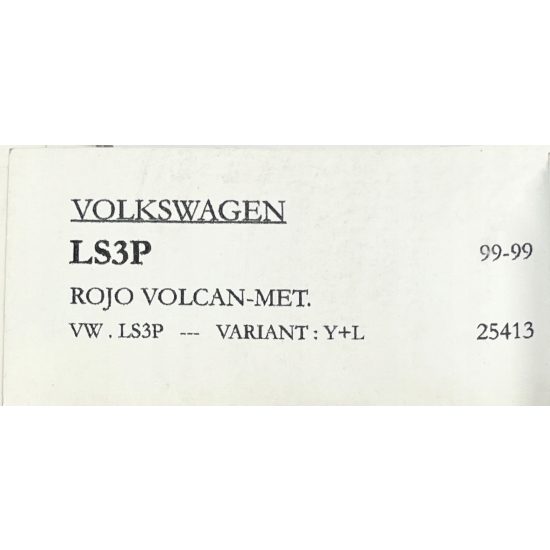 VOLKSWAGEN
LS3P 99-99
ROJO VOLCAN-MET.
VW . LS3P --- VARIANT : Y+L 25413